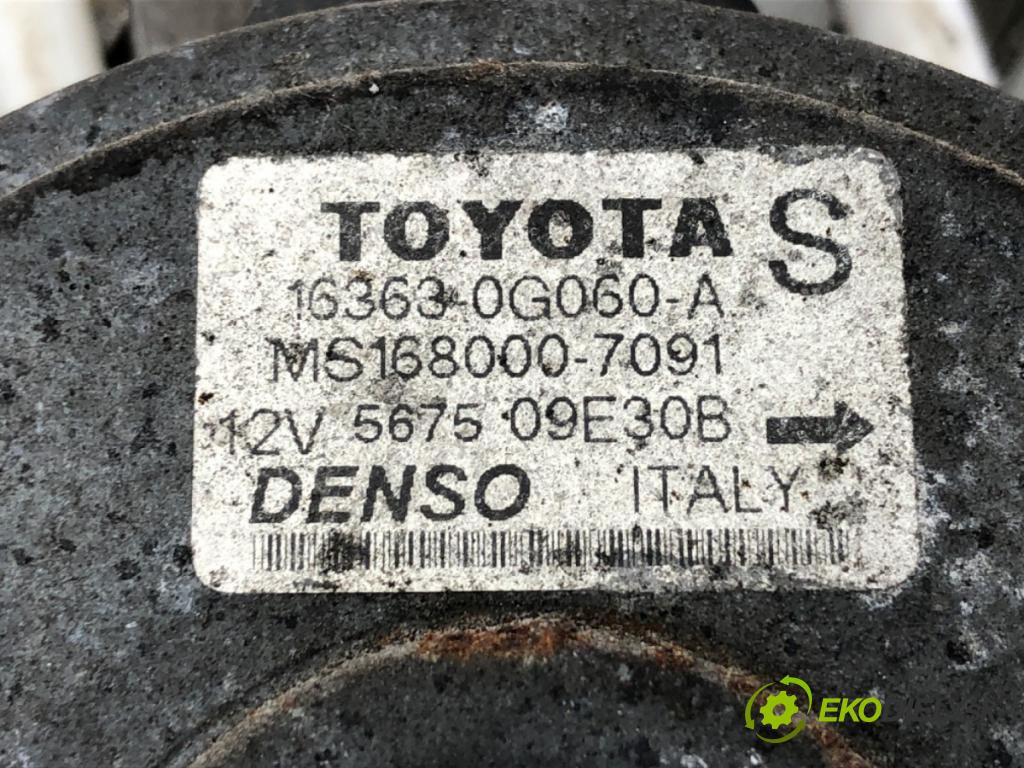 TOYOTA S
16363-0G060-A
MS168000-7091
12V 5675 09E30B
DENSO ITALY
EKO